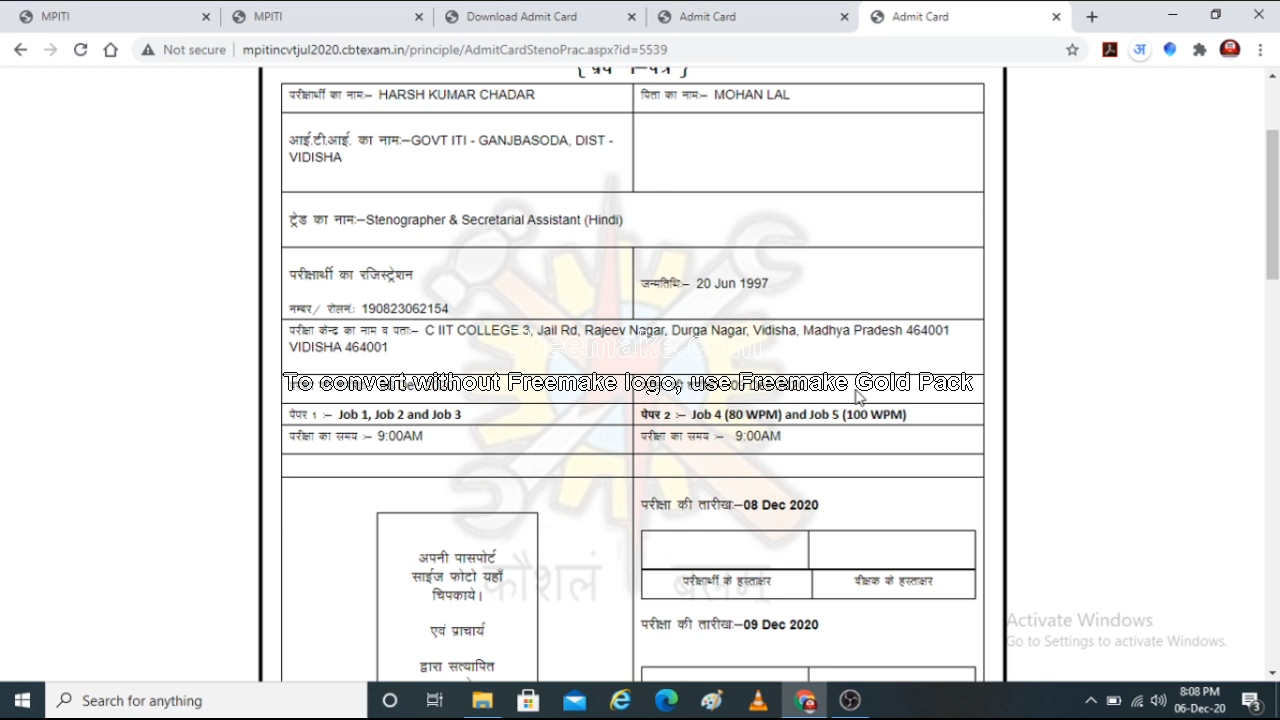 MPITI
MPITI
Download Admit Card
Admit Card
Admit Card
Not secure
mpitincvtjul2020.cbtexam.in/principle/AdmitCardStenoPrac.aspx?id=5539
परीक्षार्थी का नाम:– HARSH KUMAR CHADAR
पिता का नाम:– MOHAN LAL
आई.टी.आई. का नाम:–GOVT ITI - GANJBASODA, DIST -
VIDISHA
ट्रेड का नाम:–Stenographer & Secretarial Assistant (Hindi)
परीक्षार्थी का रजिस्ट्रेशन
नम्बर/ रोलनं: 190823062154
जन्मतिथि:– 20 Jun 1997
परीक्षा केन्द का नाम व पता:– C IIT COLLEGE 3, Jail Rd, Rajeev Nagar, Durga Nagar, Vidisha, Madhya Pradesh 464001
VIDISHA 464001
Freemake.com
To convert without Freemake logo, use Freemake Gold Pack
पेपर 1 :– Job 1, Job 2 and Job 3
पेपर 2 :– Job 4 (80 WPM) and Job 5 (100 WPM)
परीक्षा का समय :– 9:00AM
परीक्षा का समय :– 9:00AM
परीक्षा की तारीख:–08 Dec 2020
परीक्षार्थी के हस्ताक्षर
वीक्षक के हस्ताक्षर
अपनी पासपोर्ट
साईज फोटो यहाँ
चिपकाये।
एवं प्राचार्य
द्वारा सत्यापित
कौशलं बलम्
परीक्षा की तारीख:–09 Dec 2020
Activate Windows
Go to Settings to activate Windows.
Search for anything
8:08 PM
06-Dec-20
3